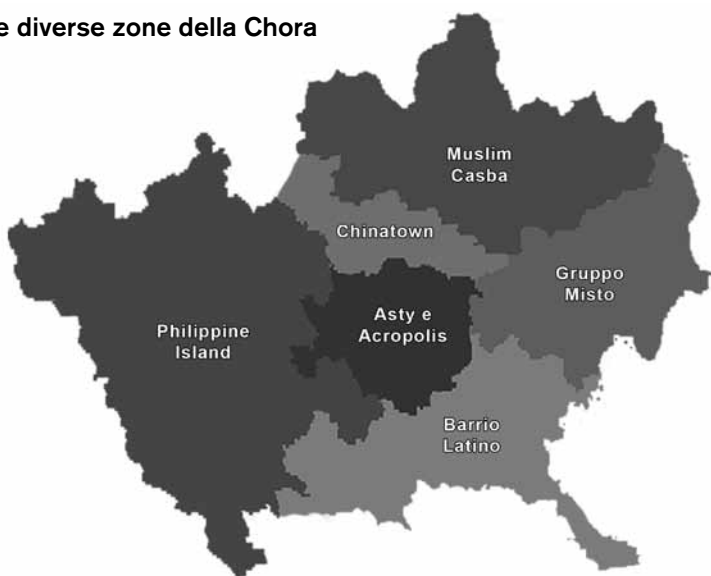 e diverse zone della Chora
Muslim
Casba
Chinatown
Gruppo
Misto
Asty e
Acropolis
Philippine
Island
Barrio
Latino